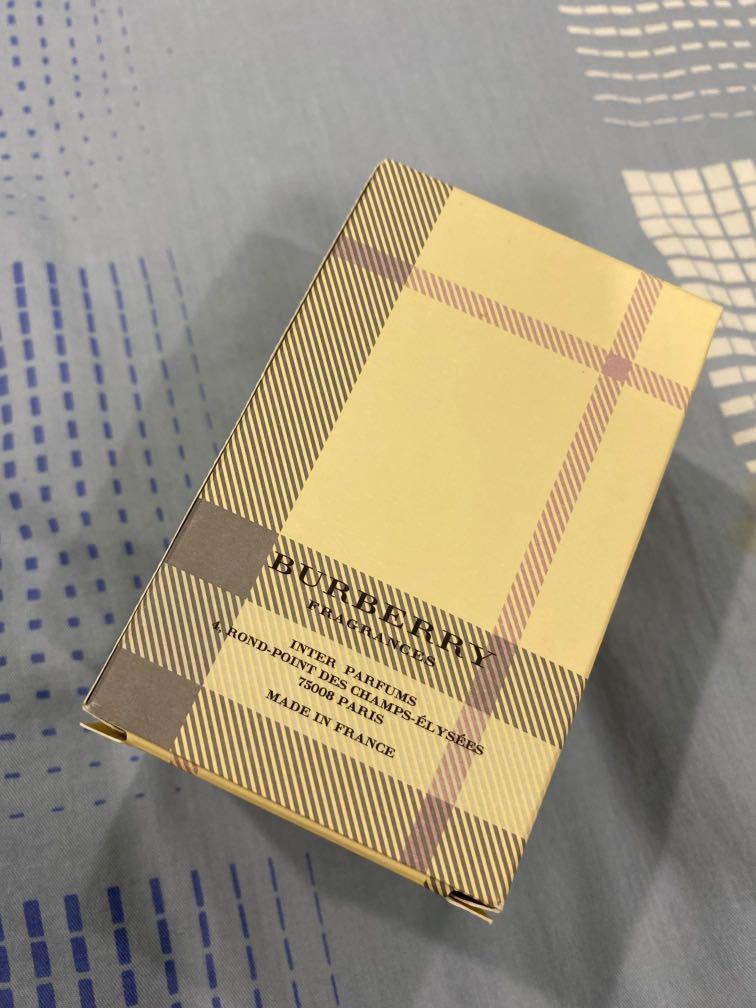 BURBERRY
FRAGRANCES
INTER PARFUMS
4, ROND-POINT DES CHAMPS-ÉLYSÉES
75008 PARIS
MADE IN FRANCE